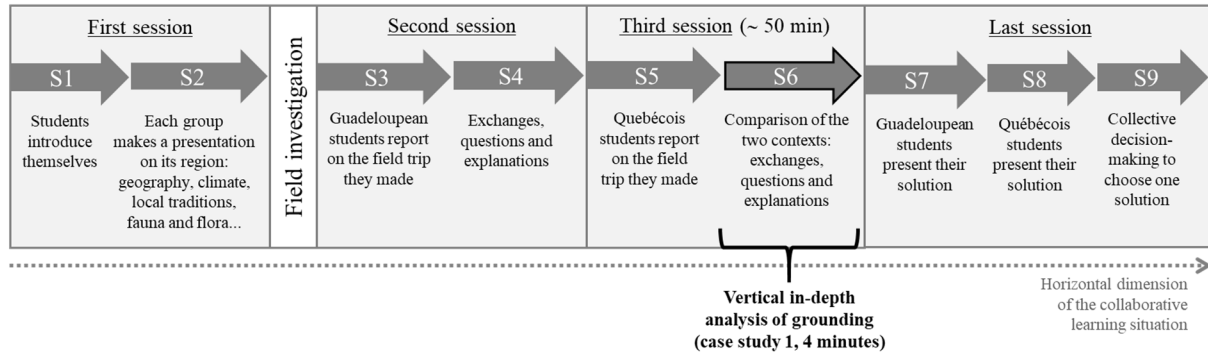 First session
S1
Students
introduce
themselves
S2
Each group
makes a presentation
on its region:
geography, climate,
local traditions,
fauna and flora...
Field investigation
Second session
S3
Guadeloupean
students report
on the field trip
they made
S4
Exchanges,
questions and
explanations
Third session (~ 50 min)
S5
Quebécois
students report
on the field
trip they made
S6
Comparison of the
two contexts:
exchanges,
questions and
explanations
Last session
S7
Guadeloupean
students
present their
solution
S8
Québécois
students
present their
solution
S9
Collective
decision-
making to
choose one
solution
Vertical in-depth
analysis of grounding
(case study 1, 4 minutes)
Horizontal dimension
of the collaborative
learning situation